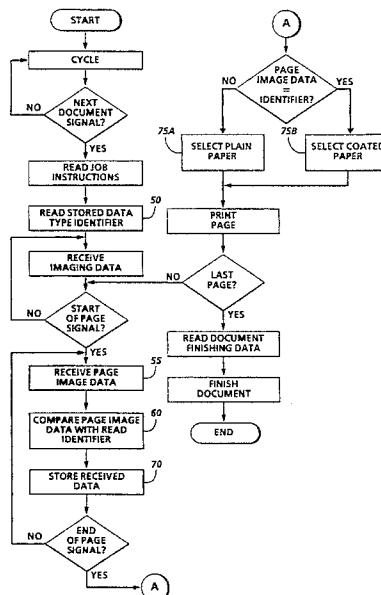 START
CYCLE
NO
NEXT
DOCUMENT
SIGNAL?
YES
READ JOB
INSTRUCTIONS
50
READ STORED DATA
TYPE IDENTIFIER
RECEIVE
IMAGING DATA
NO
START
OF PAGE
SIGNAL?
YES
55
RECEIVE PAGE
IMAGE DATA
60
COMPARE PAGE IMAGE
DATA WITH READ
IDENTIFIER
70
STORE RECEIVED
DATA
NO
END
OF PAGE
SIGNAL?
YES
A
A
NO
PAGE
IMAGE DATA
=
IDENTIFIER?
YES
75A
SELECT PLAIN
PAPER
75B
SELECT COATED
PAPER
PRINT
PAGE
NO
LAST
PAGE?
YES
READ DOCUMENT
FINISHING DATA
FINISH
DOCUMENT
END